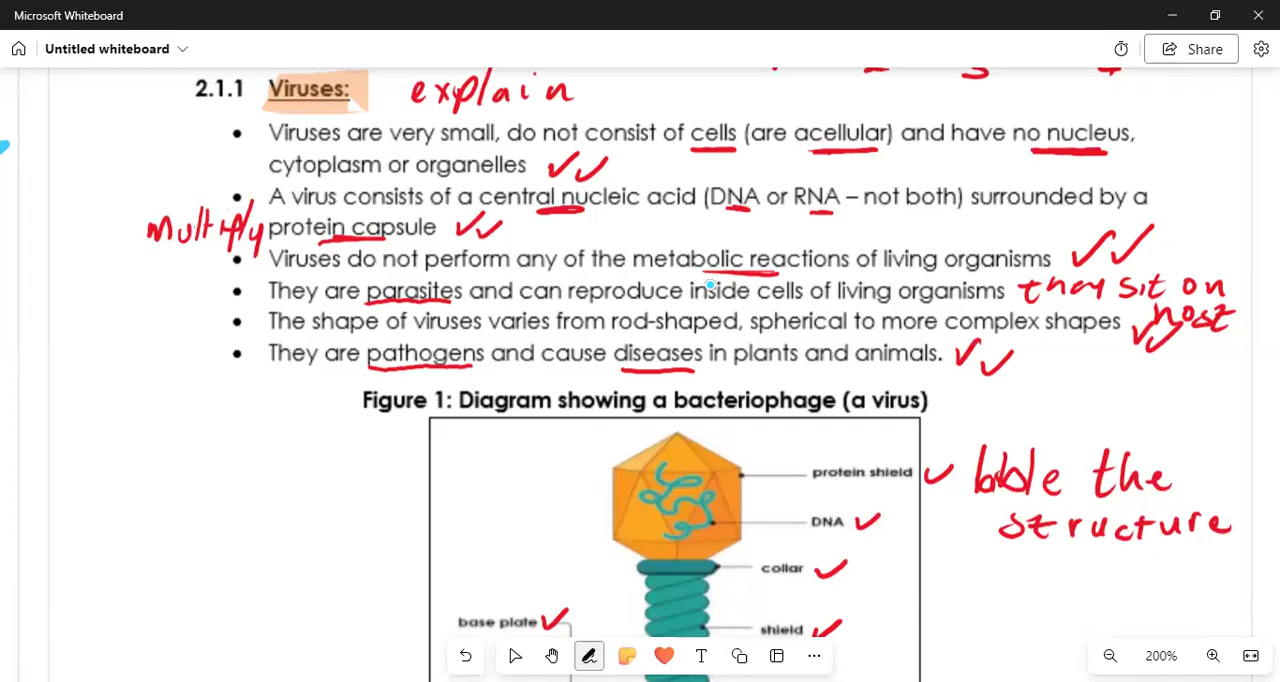 Microsoft Whiteboard
Untitled whiteboard
Share
2.1.1 Viruses: explain
• Viruses are very small, do not consist of cells (are acellular) and have no nucleus,
cytoplasm or organelles
• A virus consists of a central nucleic acid (DNA or RNA – not both) surrounded by a
multiply protein capsule
• Viruses do not perform any of the metabolic reactions of living organisms
• They are parasites and can reproduce inside cells of living organisms they sit on
host
• The shape of viruses varies from rod-shaped, spherical to more complex shapes
• They are pathogens and cause diseases in plants and animals.
Figure 1: Diagram showing a bacteriophage (a virus)
protein shield
the
structure
DNA
collar
base plate
shield
200%